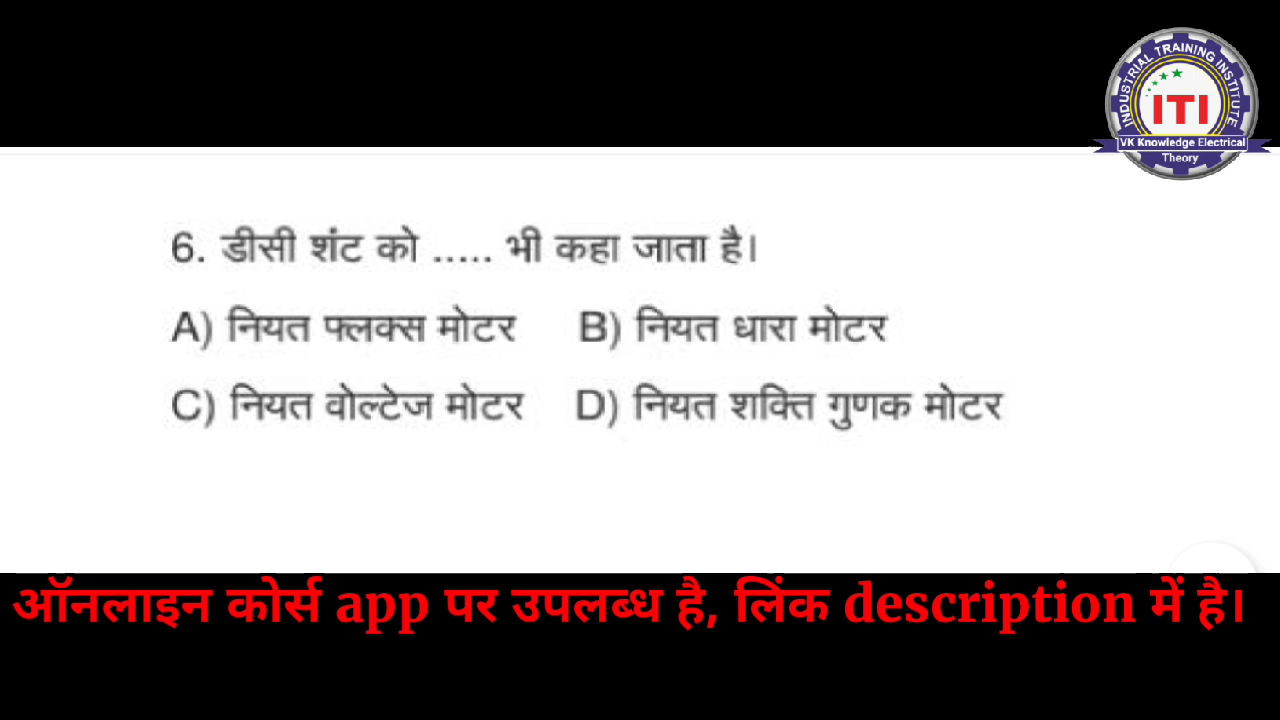 INDUSTRIAL TRAINING INSTITUTE
ITI
VK Knowledge Electrical
Theory
6. डीसी शंट को ..... भी कहा जाता है।
A) नियत फ्लक्स मोटर B) नियत धारा मोटर
C) नियत वोल्टेज मोटर D) नियत शक्ति गुणक मोटर
ऑनलाइन कोर्स app पर उपलब्ध है, लिंक description में है।